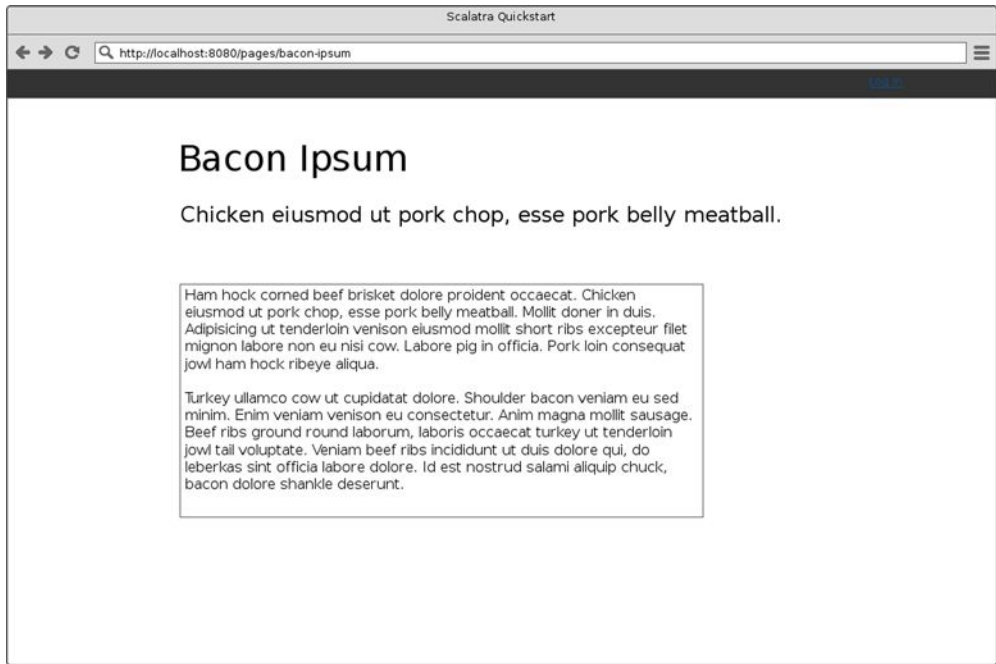 Scalatra Quickstart
http://localhost:8080/pages/bacon-ipsum
Log in
Bacon Ipsum
Chicken eiusmod ut pork chop, esse pork belly meatball.
Ham hock corned beef brisket dolore proident occaecat. Chicken
eiusmod ut pork chop, esse pork belly meatball. Mollit doner in duis.
Adipisicing ut tenderloin venison eiusmod mollit short ribs excepteur filet
mignon labore non eu nisi cow. Labore pig in officia. Pork loin consequat
jowl ham hock ribeye aliqua.
Turkey ullamco cow ut cupidatat dolore. Shoulder bacon veniam eu sed
minim. Enim veniam venison eu consectetur. Anim magna mollit sausage.
Beef ribs ground round laborum, laboris occaecat turkey ut tenderloin
jowl tail voluptate. Veniam beef ribs incididunt ut duis dolore qui, do
leberkas sint officia labore dolore. Id est nostrud salami aliquip chuck,
bacon dolore shankle deserunt.